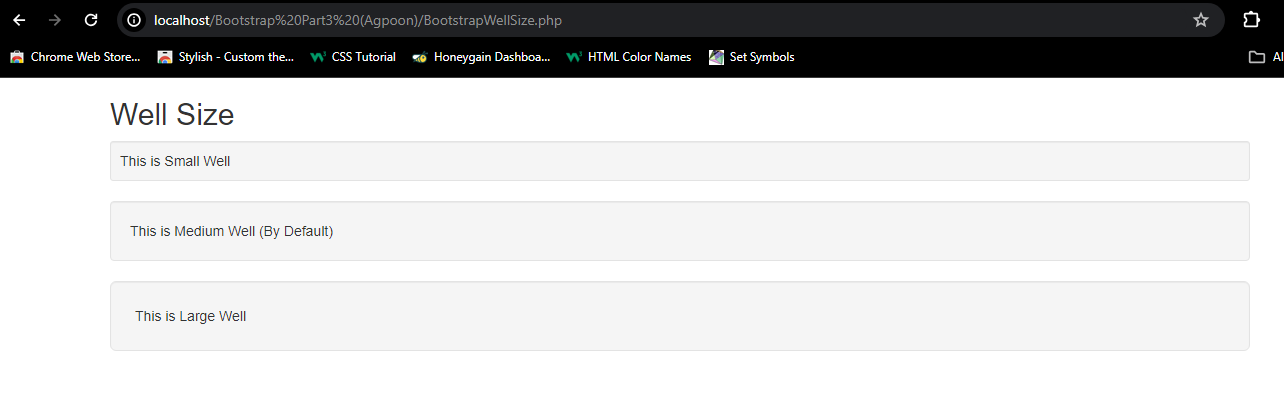 localhost/Bootstrap%20Part3%20(Agpoon)/BootstrapWellSize.php
Chrome Web Store... Stylish - Custom the... CSS Tutorial Honeygain Dashboa... HTML Color Names Set Symbols Al
Well Size
This is Small Well
This is Medium Well (By Default)
This is Large Well